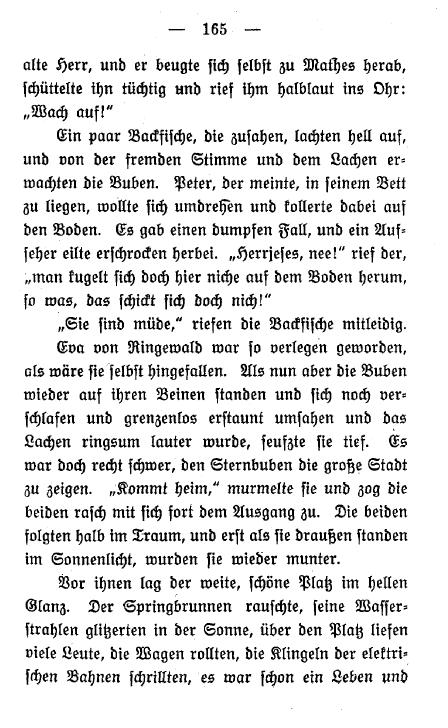 — 165 —
alte Herr, und er beugte sich selbst zu Mathes herab,
schüttelte ihn tüchtig und rief ihm halblaut ins Ohr:
„Wach auf!“
Ein paar Backfische, die zusahen, lachten hell auf,
und von der fremden Stimme und dem Lachen er-
wachten die Buben. Peter, der meinte, in seinem Bett
zu liegen, wollte sich umdrehen und kollerte dabei auf
den Boden. Es gab einen dumpfen Fall, und ein Auf-
seher eilte erschrocken herbei. „Herrjeses, nee!“ rief der,
„man kugelt sich doch hier niche auf dem Boden herum,
so was, das schickt sich doch nich!“
„Sie sind müde,“ riefen die Backfische mitleidig.
Eva von Ringewald war so verlegen geworden,
als wäre sie selbst hingefallen. Als nun aber die Buben
wieder auf ihren Beinen standen und sich noch ver-
schlafen und grenzenlos erstaunt umsahen und das
Lachen ringsum lauter wurde, seufzte sie tief. Es
war doch recht schwer, den Sternbuben die große Stadt
zu zeigen. „Kommt heim,“ murmelte sie und zog die
beiden rasch mit sich fort dem Ausgang zu. Die beiden
folgten halb im Traum, und erst als sie draußen standen
im Sonnenlicht, wurden sie wieder munter.
Vor ihnen lag der weite, schöne Platz im hellen
Glanz. Der Springbrunnen rauschte, seine Wasser-
strahlen glitzerten in der Sonne, über den Platz liefen
viele Leute, die Wagen rollten, die Klingeln der elektri-
schen Bahnen schrillten, es war schon ein Leben und